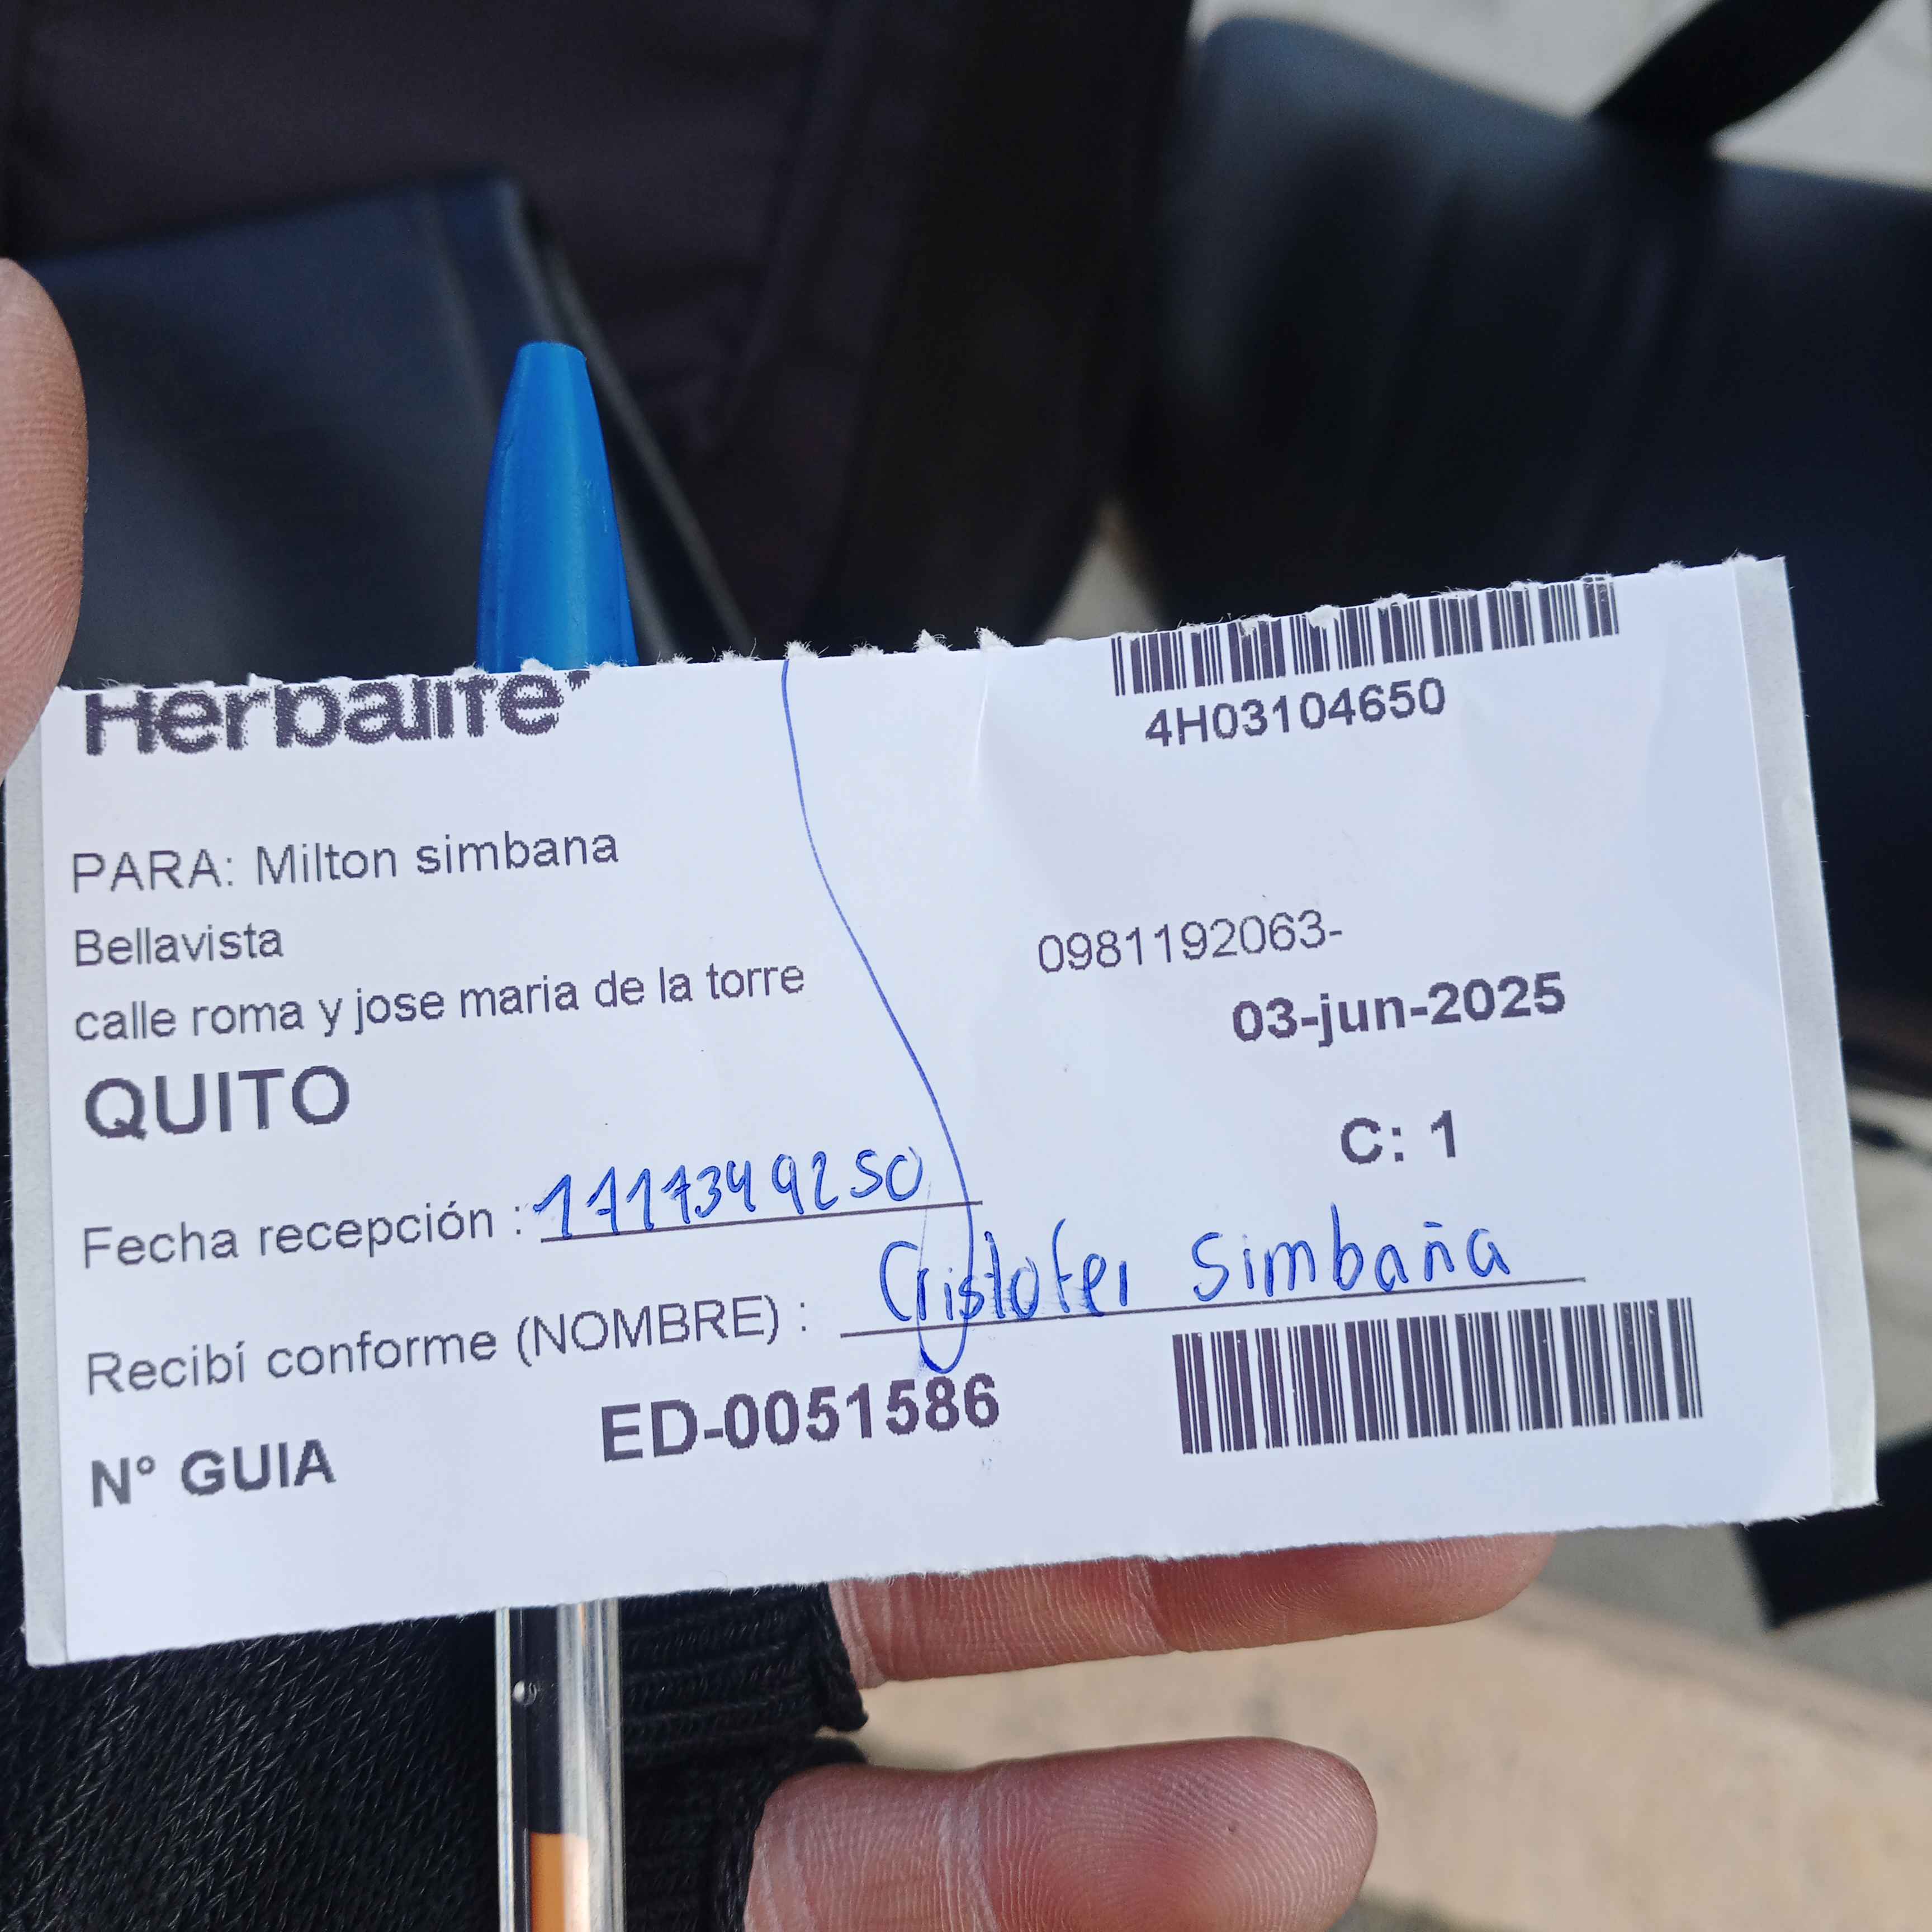 Herbalife
4H03104650
PARA: Milton simbana
Bellavista
0981192063-
calle roma y jose maria de la torre
03-jun-2025
QUITO
C: 1
Fecha recepción : 1711349250
Recibí conforme (NOMBRE) : Cristofer Simbaña
N° GUIA ED-0051586